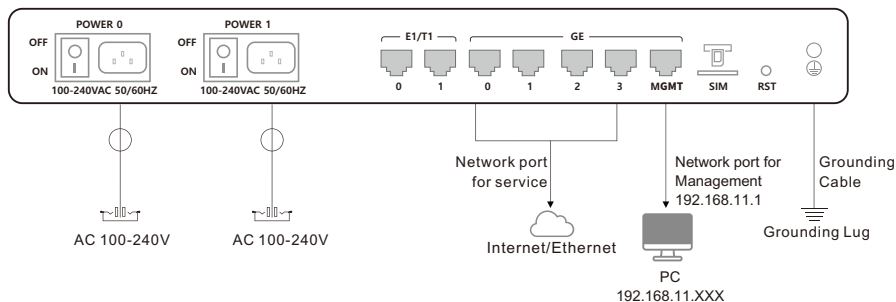 POWER 0
POWER 1
OFF
ON
OFF
ON
100-240VAC 50/60HZ
100-240VAC 50/60HZ
E1/T1
GE
0
1
0
1
2
3
MGMT
SIM
RST
Network port
for service
Network port for
Management
192.168.11.1
Grounding
Cable
AC 100-240V
AC 100-240V
Internet/Ethernet
Grounding Lug
PC
192.168.11.XXX